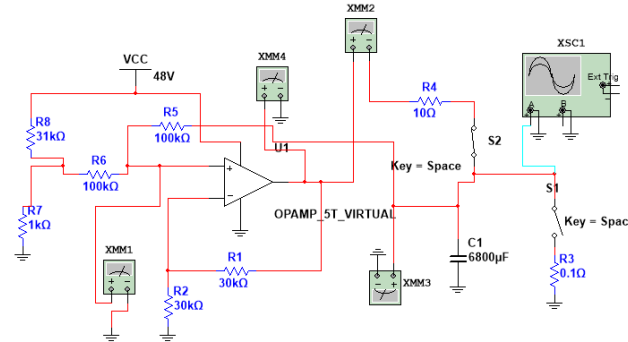 XMM2
XSC1
VCC
48V
XMM4
R4
10Ω
Ext Trig
A
B
R8
31kΩ
R5
100kΩ
U1
S2
Key = Space
R6
100kΩ
OPAMP_5T_VIRTUAL
S1
Key = Spac
R7
1kΩ
XMM1
R1
30kΩ
R2
30kΩ
XMM3
C1
6800µF
R3
0.1Ω